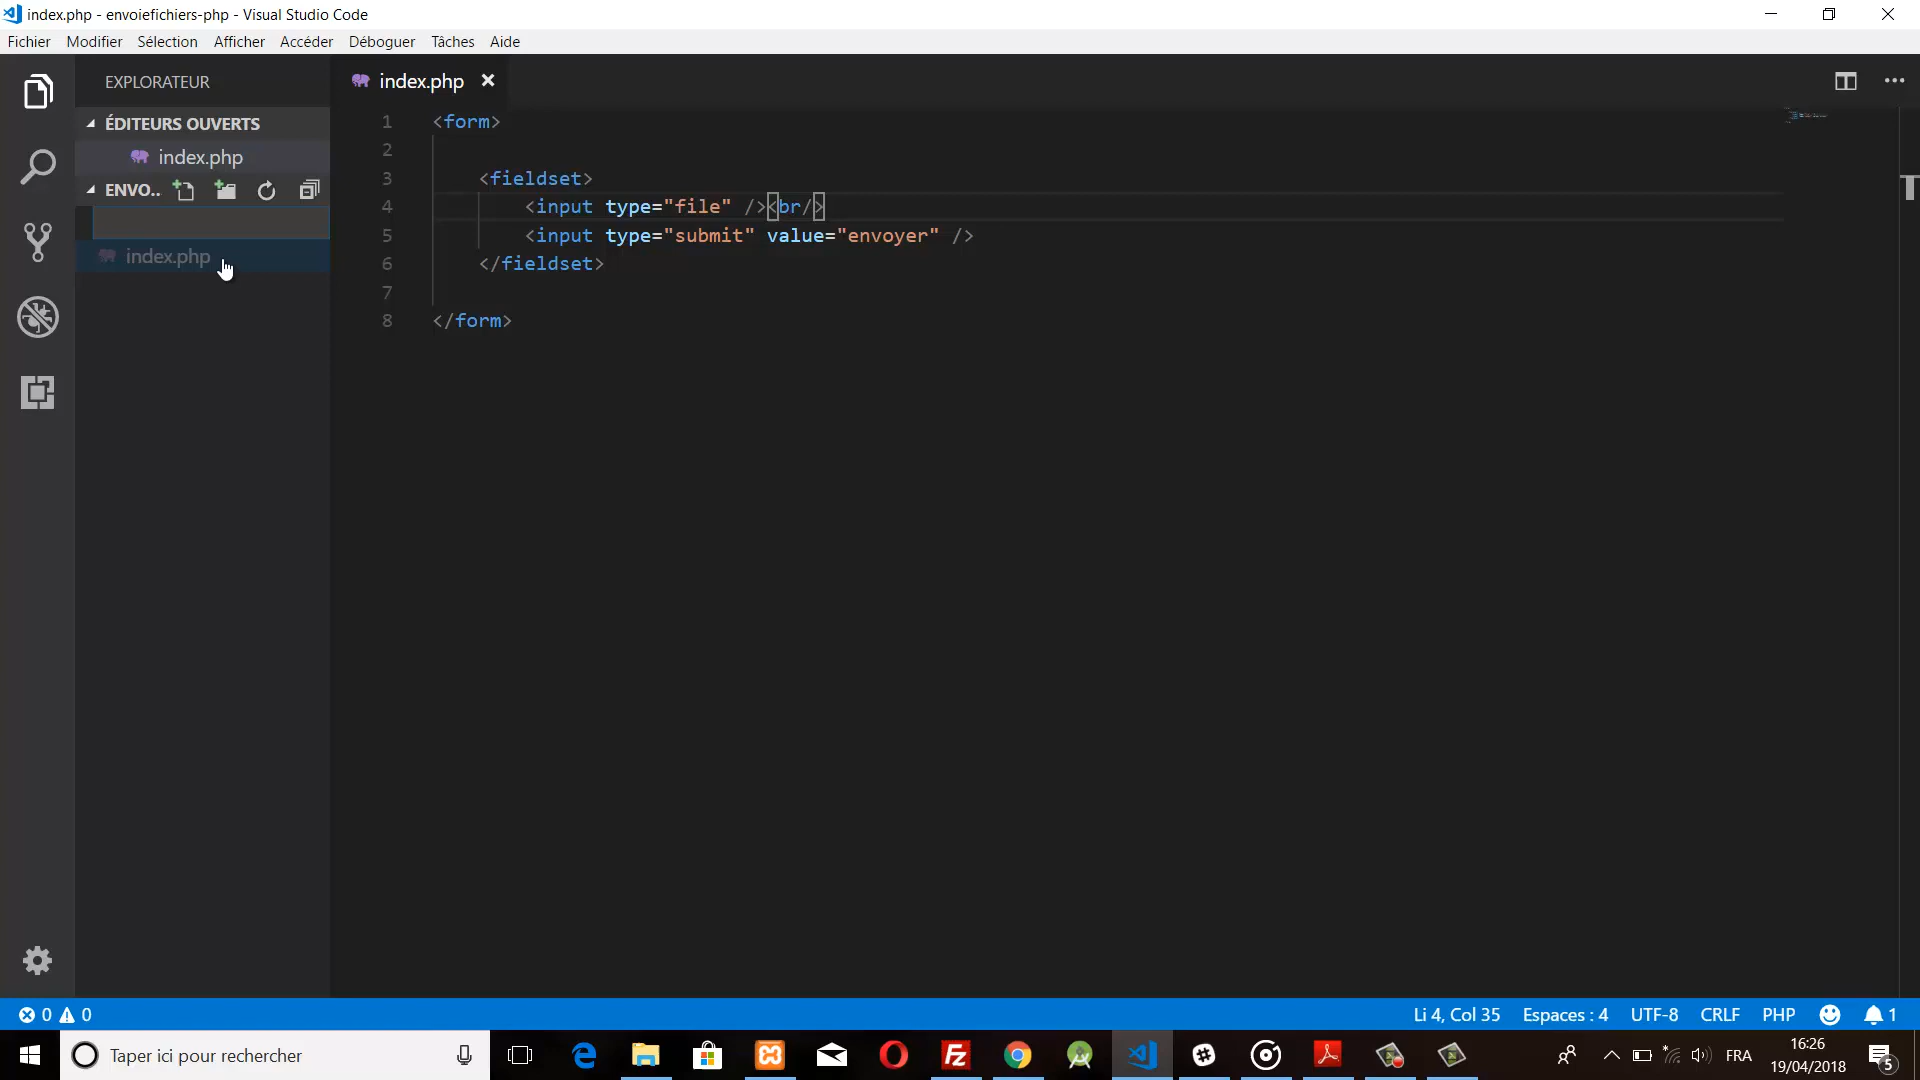 index.php - envoiefichiers-php - Visual Studio Code
Fichier Modifier Sélection Afficher Accéder Déboguer Tâches Aide
EXPLORATEUR
index.php
ÉDITEURS OUVERTS
index.php
ENVO..
index.php
1 <form>
2
3 <fieldset>
4 <input type="file" /><br/>
5 <input type="submit" value="envoyer" />
6 </fieldset>
7
8 </form>
0 0
Li 4, Col 35 Espaces : 4 UTF-8 CRLF PHP 1
Taper ici pour rechercher
FRA
16:26
19/04/2018
5